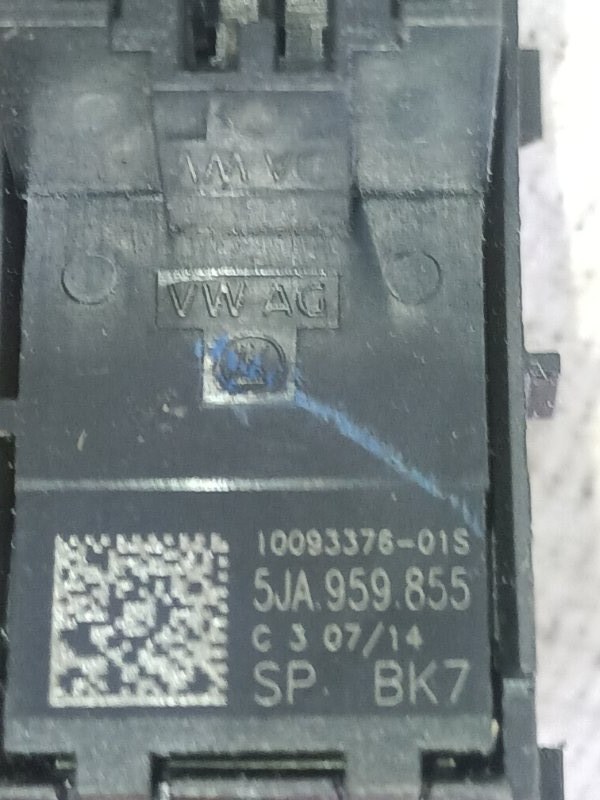 VW AG
10093376-01S
5JA.959.855
C 3 07/14
SP. BK7